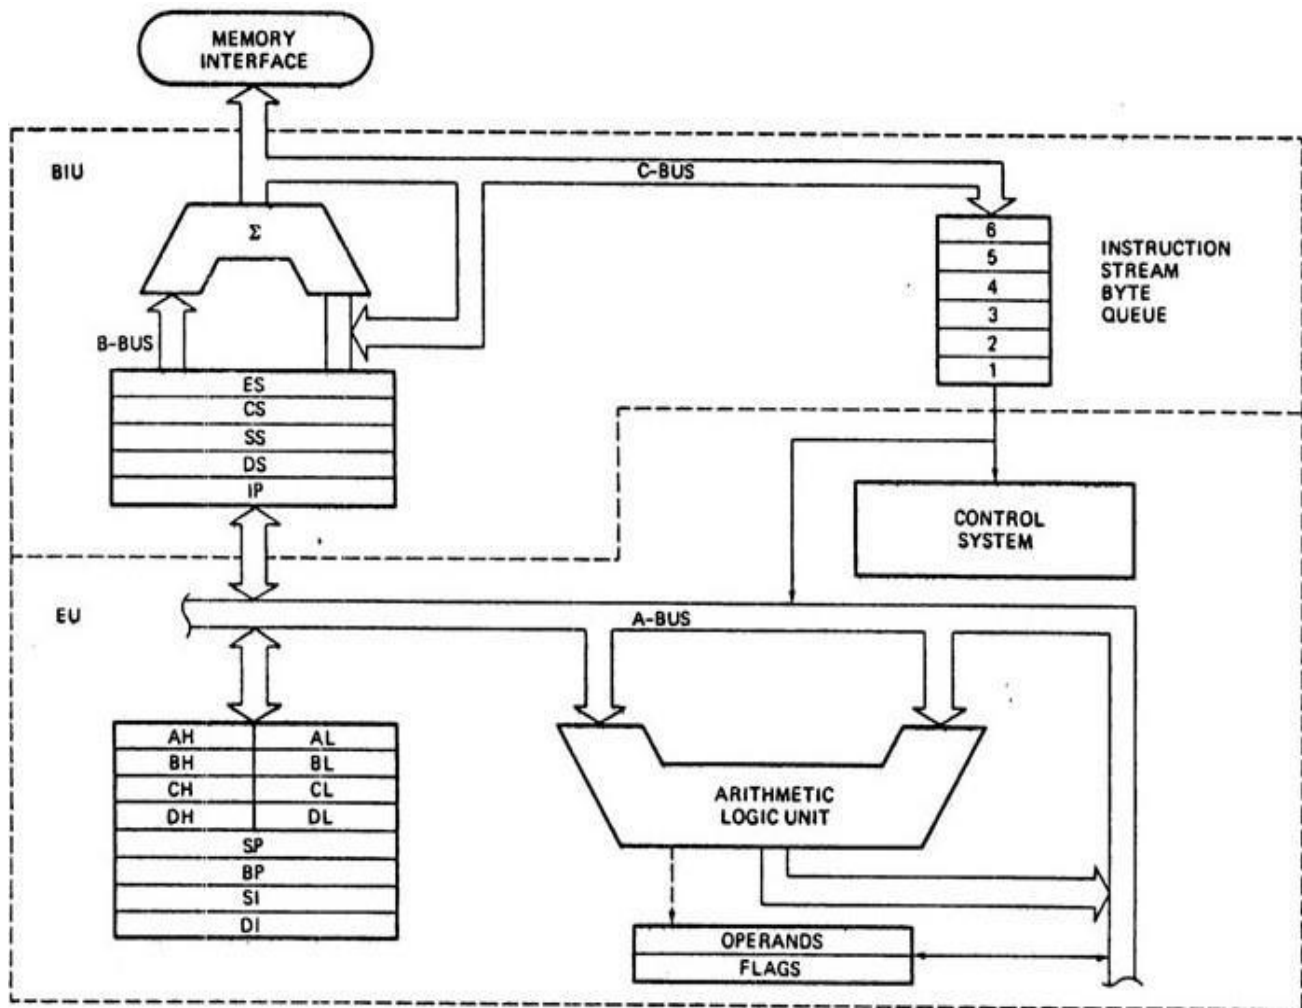 MEMORY
INTERFACE
BIU
C-BUS
Σ
6
5
4
3
2
1
INSTRUCTION
STREAM
BYTE
QUEUE
B-BUS
ES
CS
SS
DS
IP
CONTROL
SYSTEM
EU
A-BUS
AH AL
BH BL
CH CL
DH DL
SP
BP
SI
DI
ARITHMETIC
LOGIC UNIT
OPERANDS
FLAGS